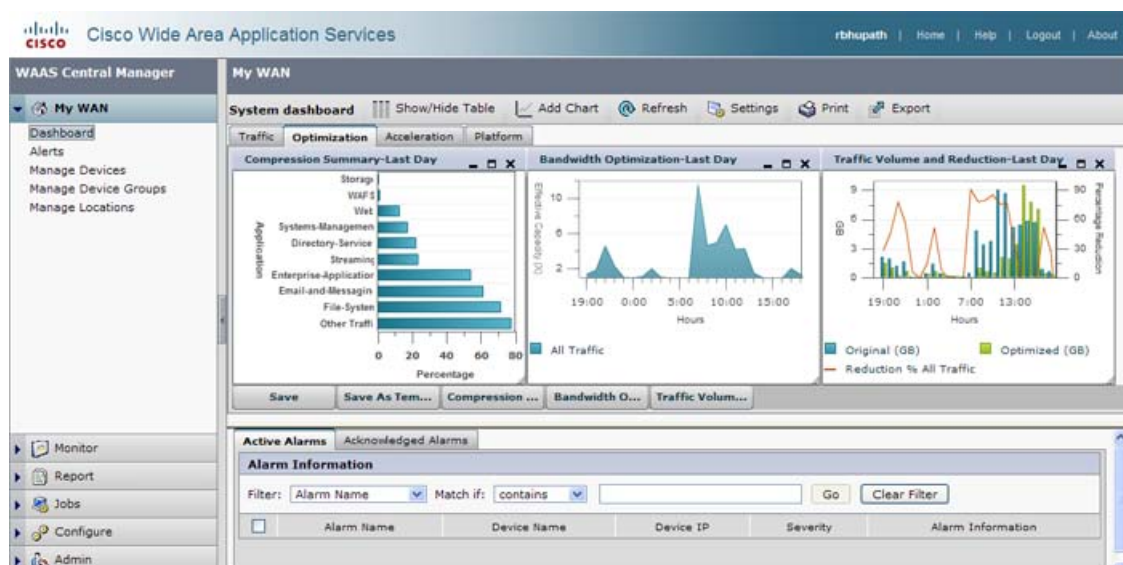 CISCO Cisco Wide Area Application Services
rbhupath | Home | Help | Logout | About
WAAS Central Manager
My WAN
Dashboard
Alerts
Manage Devices
Manage Device Groups
Manage Locations
Monitor
Report
Jobs
Configure
Admin
My WAN
System dashboard Show/Hide Table Add Chart Refresh Settings Print Export
Traffic Optimization Acceleration Platform
Compression Summary-Last Day
Application
Storag
WAFS
Web
Systems-Managemen
Directory-Service
Streaming
Enterprise-Application
Email-and-Messagin
File-System
Other Traffi
0 20 40 60 80
Percentage
Bandwidth Optimization-Last Day
Effective Capacity (X)
10
6
2
19:00 0:00 5:00 10:00 15:00
Hours
All Traffic
Traffic Volume and Reduction-Last Day
GB
9
6
3
0
90
60
30
0
Percentage Reduction
19:00 1:00 7:00 13:00
Hours
Original (GB) Optimized (GB)
Reduction % All Traffic
Save Save As Tem... Compression ... Bandwidth O... Traffic Volum...
Active Alarms Acknowledged Alarms
Alarm Information
Filter: Alarm Name Match if: contains Go Clear Filter
Alarm Name Device Name Device IP Severity Alarm Information